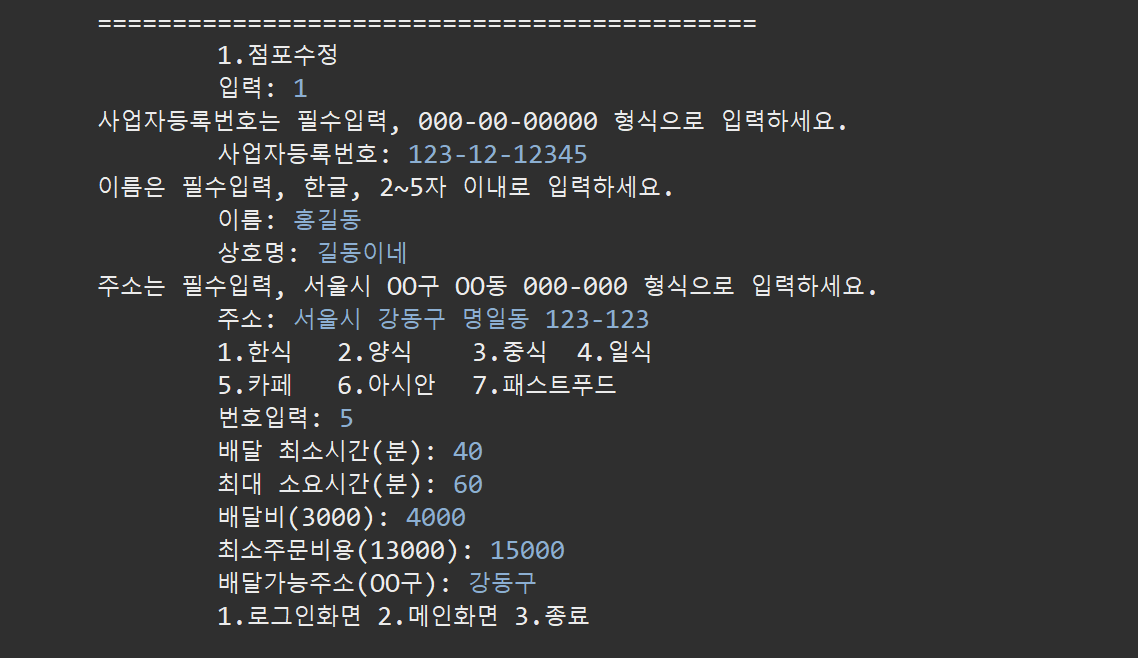 ============================================
1.점포수정
입력: 1
사업자등록번호는 필수입력, 000-00-00000 형식으로 입력하세요.
사업자등록번호: 123-12-12345
이름은 필수입력, 한글, 2~5자 이내로 입력하세요.
이름: 홍길동
상호명: 길동이네
주소는 필수입력, 서울시 OO구 OO동 000-000 형식으로 입력하세요.
주소: 서울시 강동구 명일동 123-123
1.한식 2.양식 3.중식 4.일식
5.카페 6.아시안 7.패스트푸드
번호입력: 5
배달 최소시간(분): 40
최대 소요시간(분): 60
배달비(3000): 4000
최소주문비용(13000): 15000
배달가능주소(OO구): 강동구
1.로그인화면 2.메인화면 3.종료